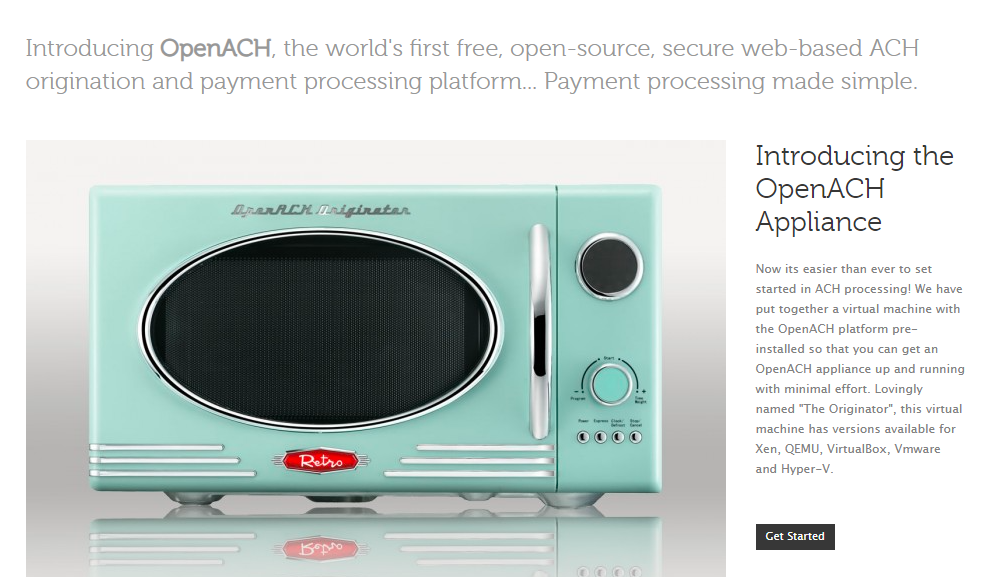 Introducing OpenACH, the world's first free, open-source, secure web-based ACH
origination and payment processing platform... Payment processing made simple.
OpenACH Originator
Start
Program
Time
Weight
Power
Express
Clock/
Defrost
Stop/
Cancel
Retro
Introducing the
OpenACH
Appliance
Now its easier than ever to set
started in ACH processing! We have
put together a virtual machine with
the OpenACH platform pre-
installed so that you can get an
OpenACH appliance up and running
with minimal effort. Lovingly
named "The Originator", this virtual
machine has versions available for
Xen, QEMU, VirtualBox, Vmware
and Hyper-V.
Get Started